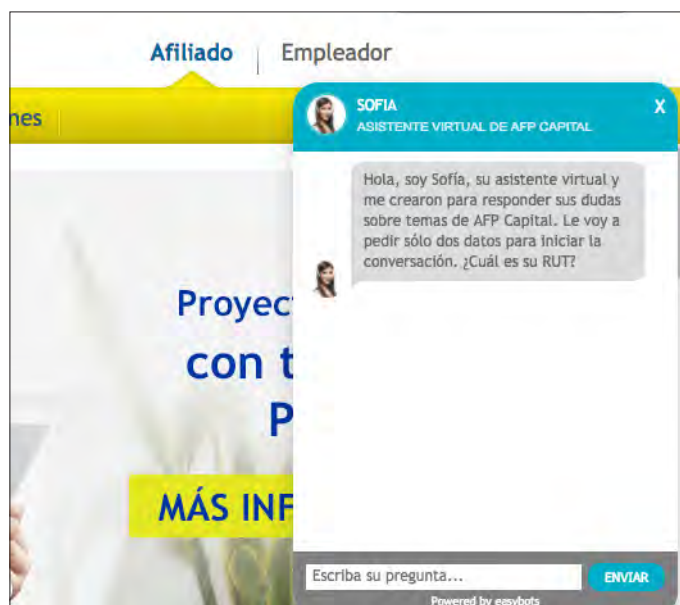 Afiliado
Empleador
nes
SOFIA
X
ASISTENTE VIRTUAL DE AFP CAPITAL
Hola, soy Sofía, su asistente virtual y
me crearon para responder sus dudas
sobre temas de AFP Capital. Le voy a
pedir sólo dos datos para iniciar la
conversación. ¿Cuál es su RUT?
Proyec
con t
P
MÁS INF
Escriba su pregunta...
ENVIAR
Powered by easybots